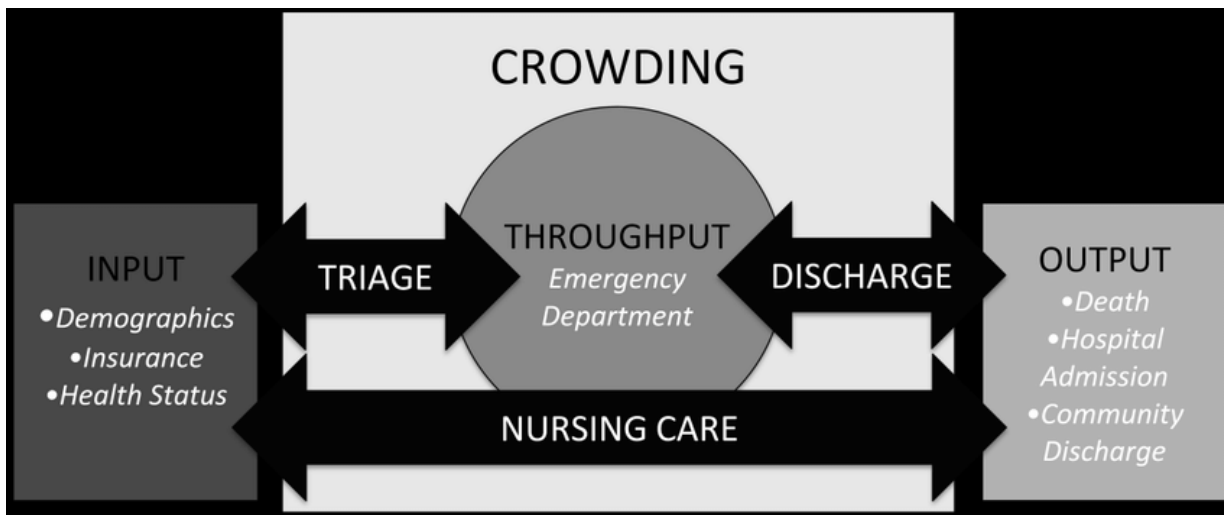 CROWDING
INPUT
•Demographics
•Insurance
•Health Status
TRIAGE
THROUGHPUT
Emergency
Department
DISCHARGE
OUTPUT
•Death
•Hospital
Admission
•Community
Discharge
NURSING CARE